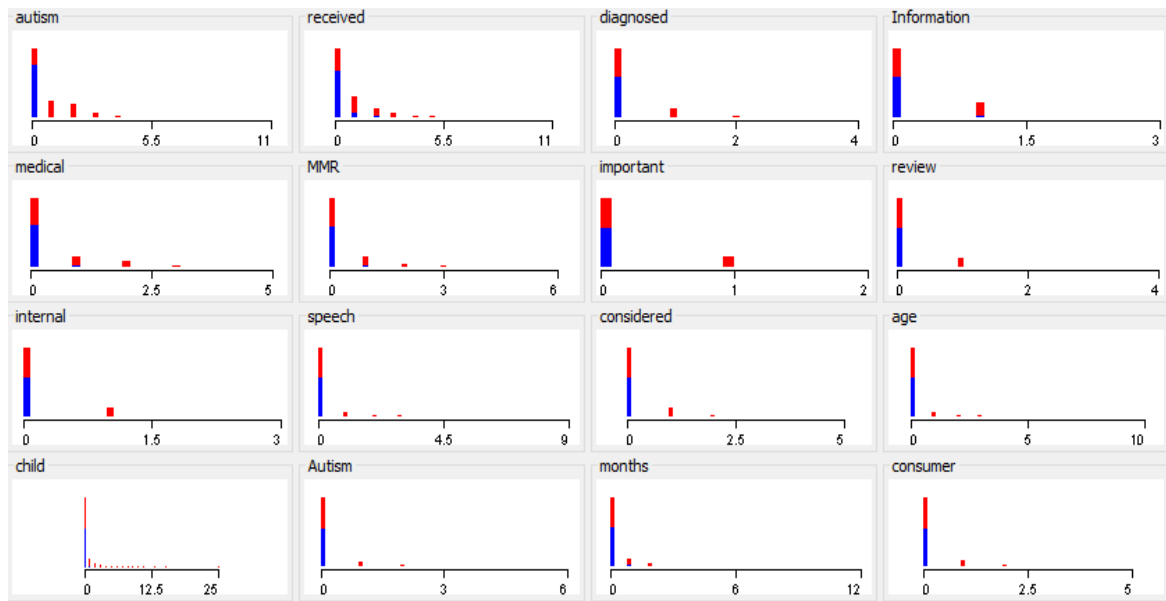 autism received diagnosed Information
0 5.5 11 0 5.5 11 0 2 4 0 1.5 3
medical MMR important review
0 2.5 5 0 3 6 0 1 2 0 2 4
internal speech considered age
0 1.5 3 0 4.5 9 0 2.5 5 0 5 10
child Autism months consumer
0 12.5 25 0 3 6 0 6 12 0 2.5 5